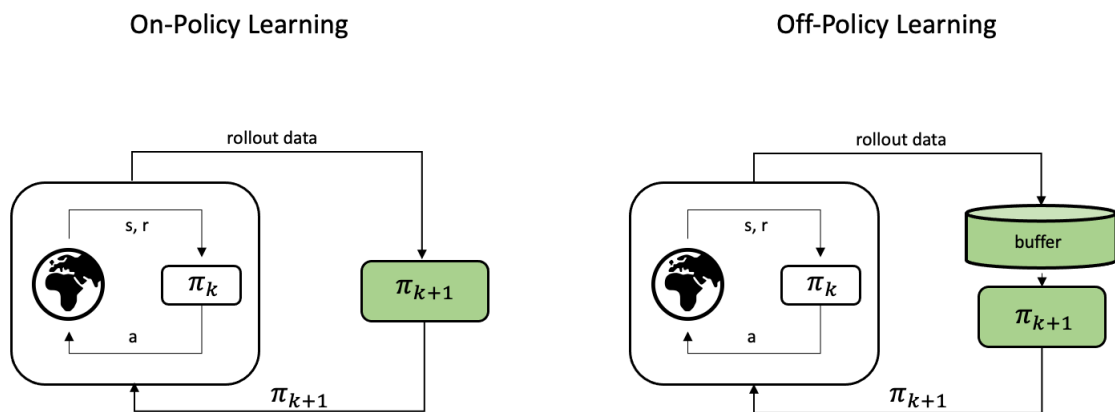 On-Policy Learning
rollout data
s, r
π_k
a
π_{k+1}
π_{k+1}
Off-Policy Learning
rollout data
s, r
π_k
a
buffer
π_{k+1}
π_{k+1}